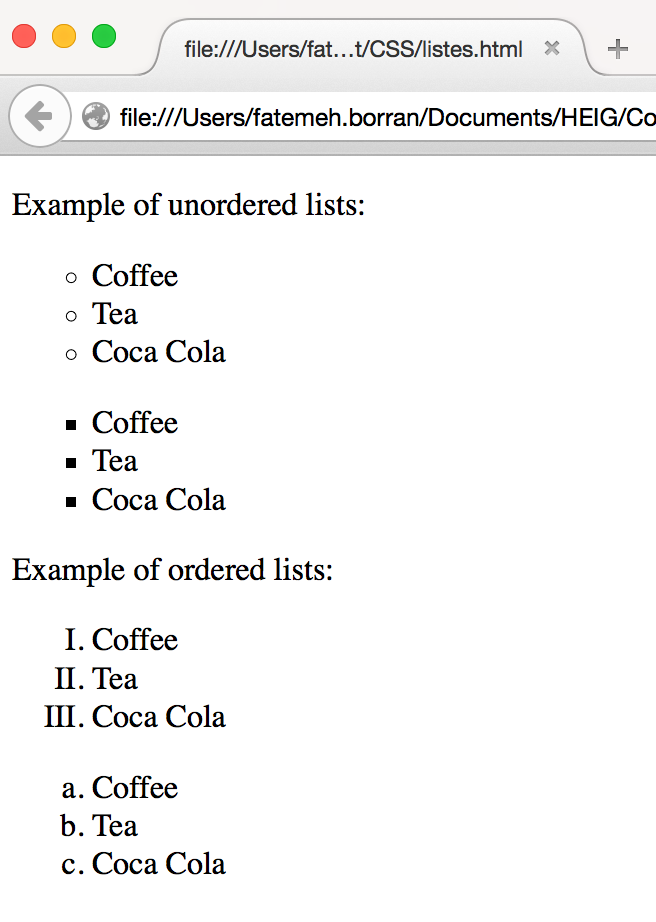 file:///Users/fat...t/CSS/listes.html
file:///Users/fatemeh.borran/Documents/HEIG/Co
Example of unordered lists:
Coffee
Tea
Coca Cola
Coffee
Tea
Coca Cola
Example of ordered lists:
I. Coffee
II. Tea
III. Coca Cola
a. Coffee
b. Tea
c. Coca Cola